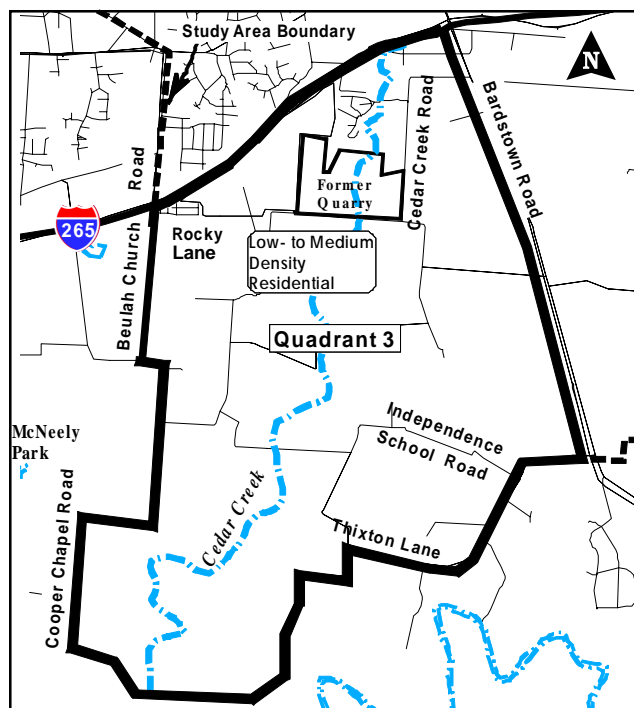 Study Area Boundary
N
Bardstown Road
Cedar Creek Road
Former
Quarry
Beulah Church Road
265
Rocky
Lane
Low- to Medium
Density
Residential
Quadrant 3
McNeely
Park
Independence
School Road
Cedar Creek
Thixton Lane
Cooper Chapel Road